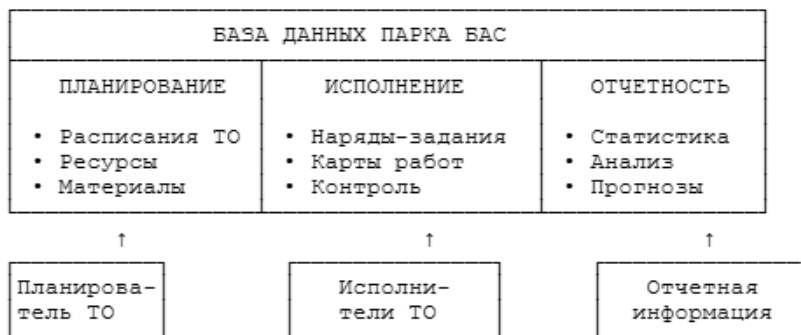 БАЗА ДАННЫХ ПАРКА БАС
ПЛАНИРОВАНИЕ ИСПОЛНЕНИЕ ОТЧЕТНОСТЬ
• Расписания ТО • Наряды-задания • Статистика
• Ресурсы • Карты работ • Анализ
• Материалы • Контроль • Прогнозы
↑ ↑ ↑
Планирова- Исполни- Отчетная
тель ТО тели ТО информация